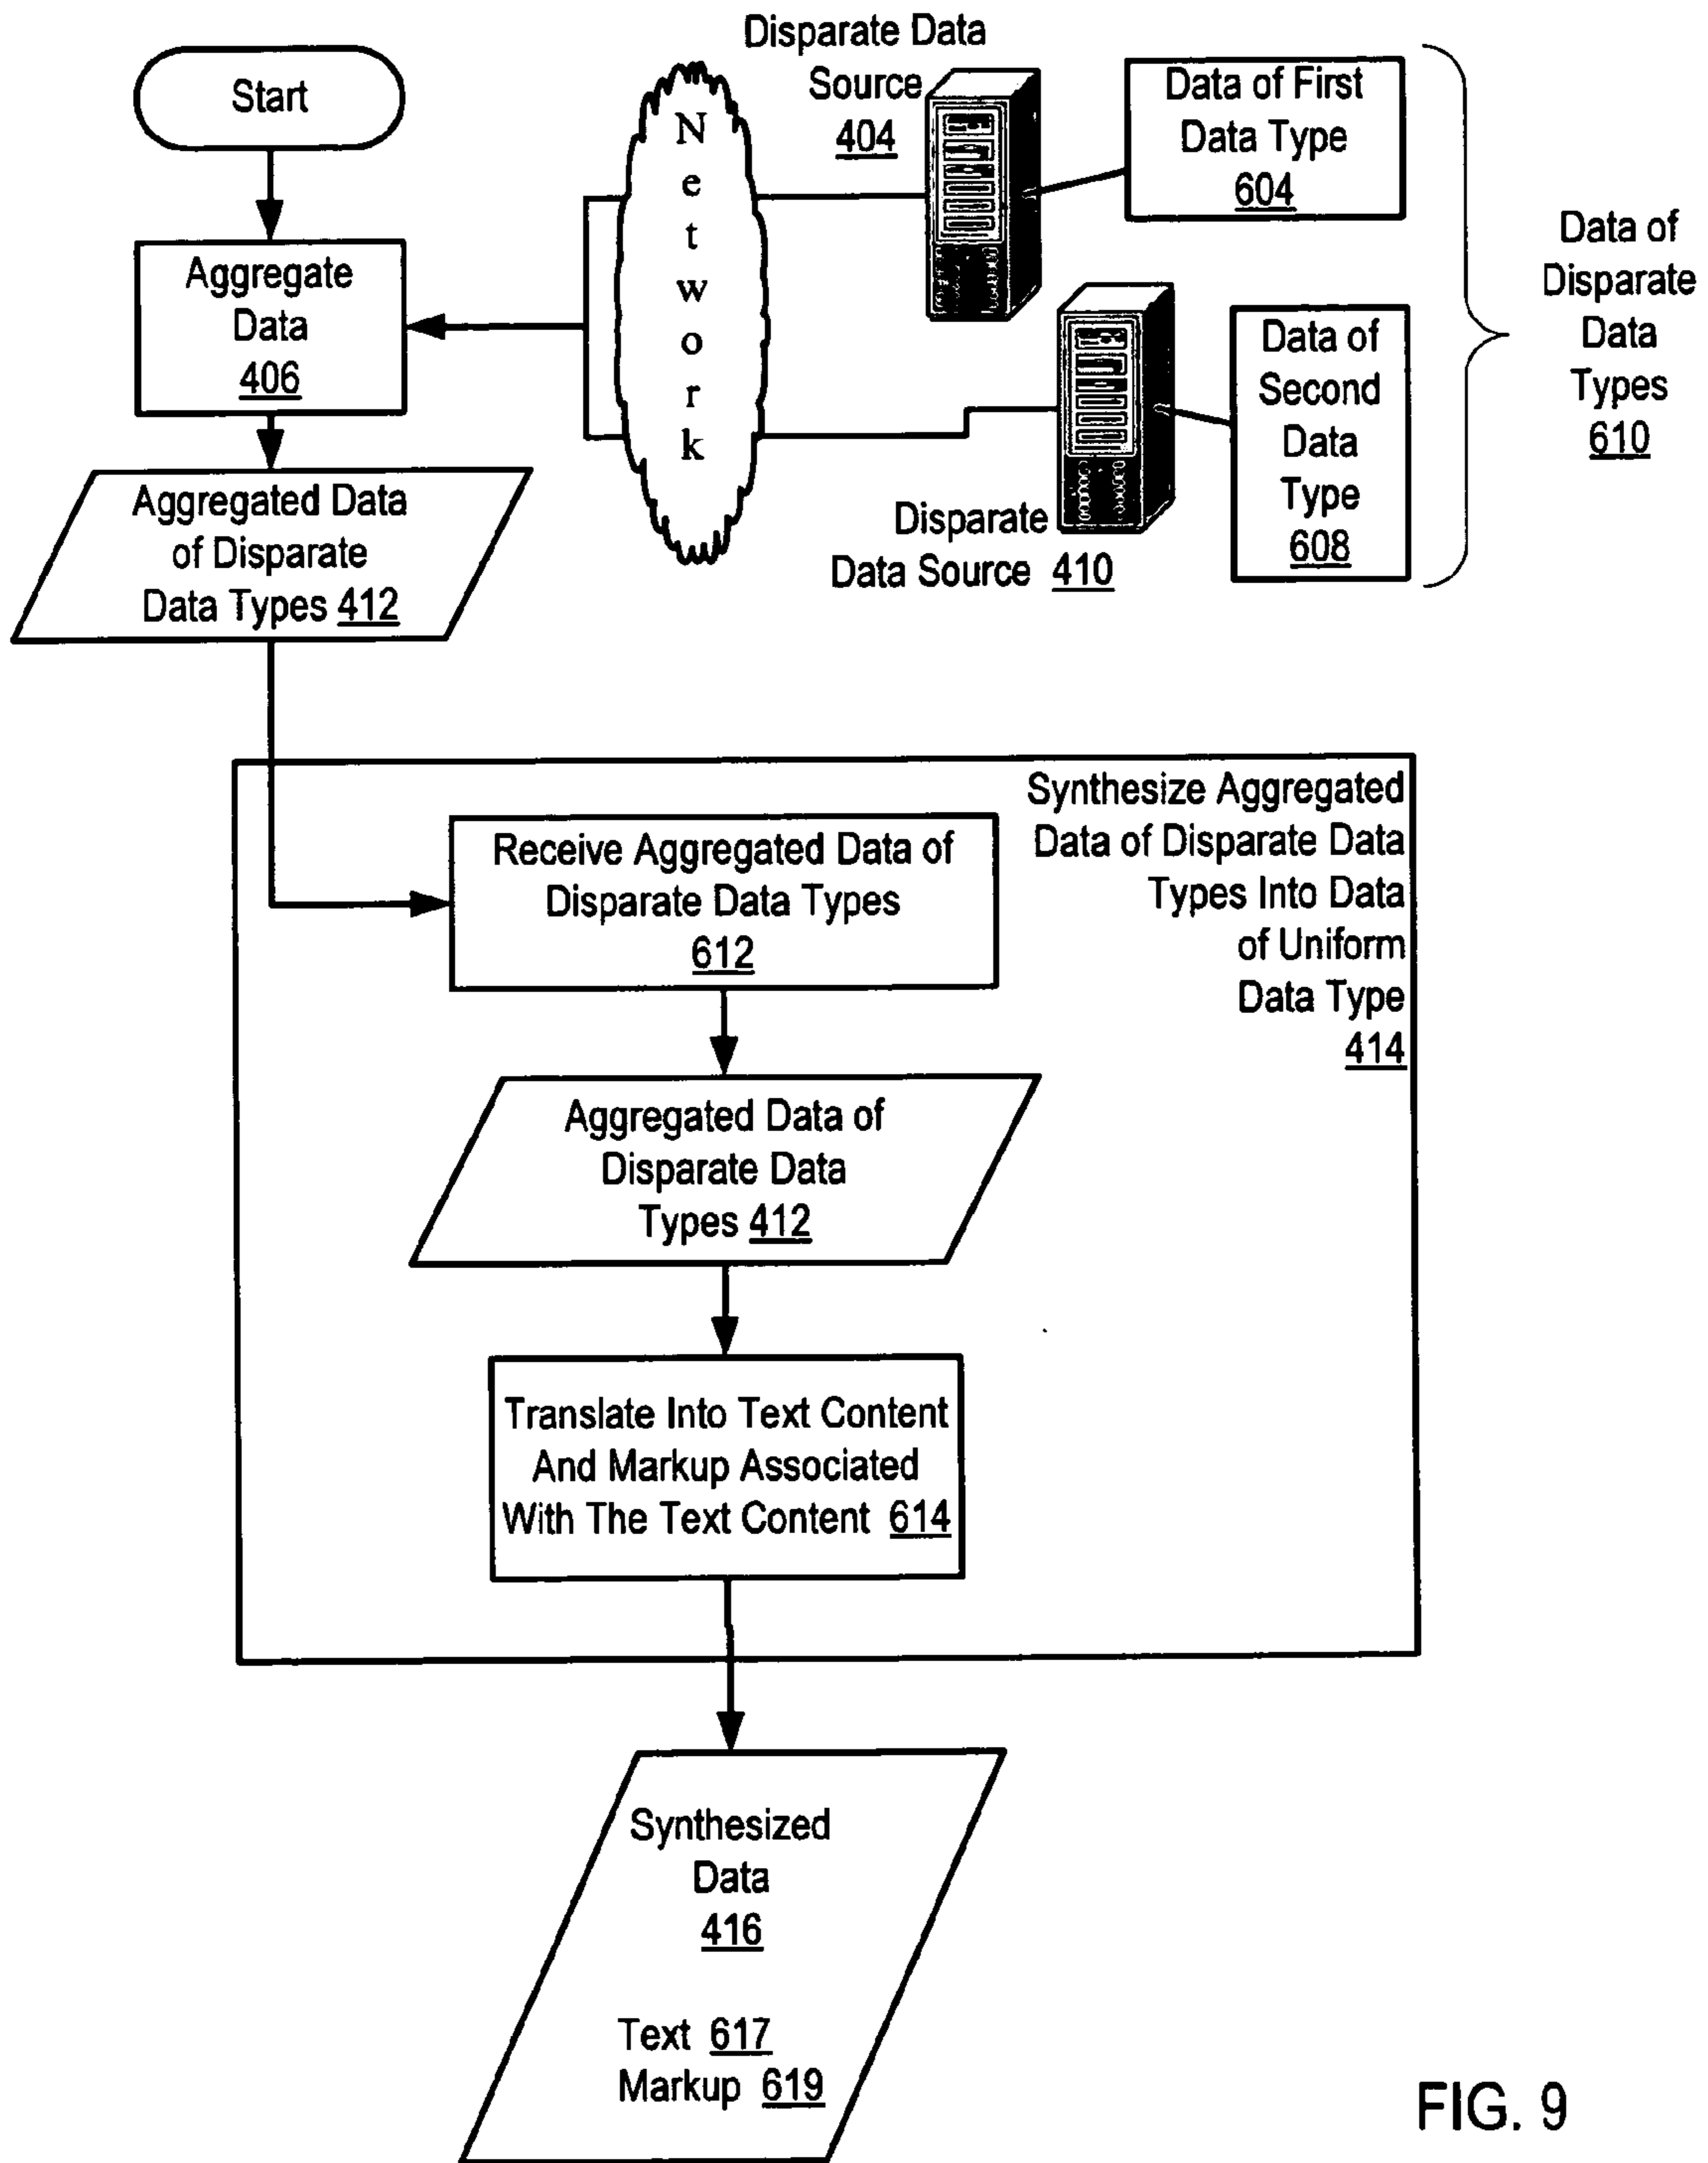 Start
Disparate Data
Source
404
Data of First
Data Type
604
Network
Aggregate
Data
406
Data of
Second
Data
Type
608
Data of
Disparate
Data
Types
610
Disparate
Data Source 410
Aggregated Data
of Disparate
Data Types 412
Synthesize Aggregated
Data of Disparate Data
Types Into Data
of Uniform
Data Type
414
Receive Aggregated Data of
Disparate Data Types
612
Aggregated Data of
Disparate Data
Types 412
Translate Into Text Content
And Markup Associated
With The Text Content 614
Synthesized
Data
416
Text 617
Markup 619
FIG. 9